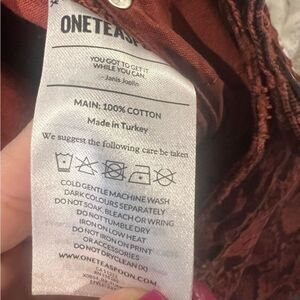 ONETEASPOON
YOU GOT TO GET IT
WHILE YOU CAN.
-Janis Joplin
MAIN: 100% COTTON
Made in Turkey
We suggest the following care be taken
COLD GENTLE MACHINE WASH
DARK COLOURS SEPARATELY
DO NOT SOAK, BLEACH OR WRING
DO NOT TUMBLE DRY
IRON ON LOW HEAT
DO NOT IRON ON PRINT
OR ACCESSORIES
DO NOT DRYCLEAN (X)
WWW.ONETEASPOON.COM